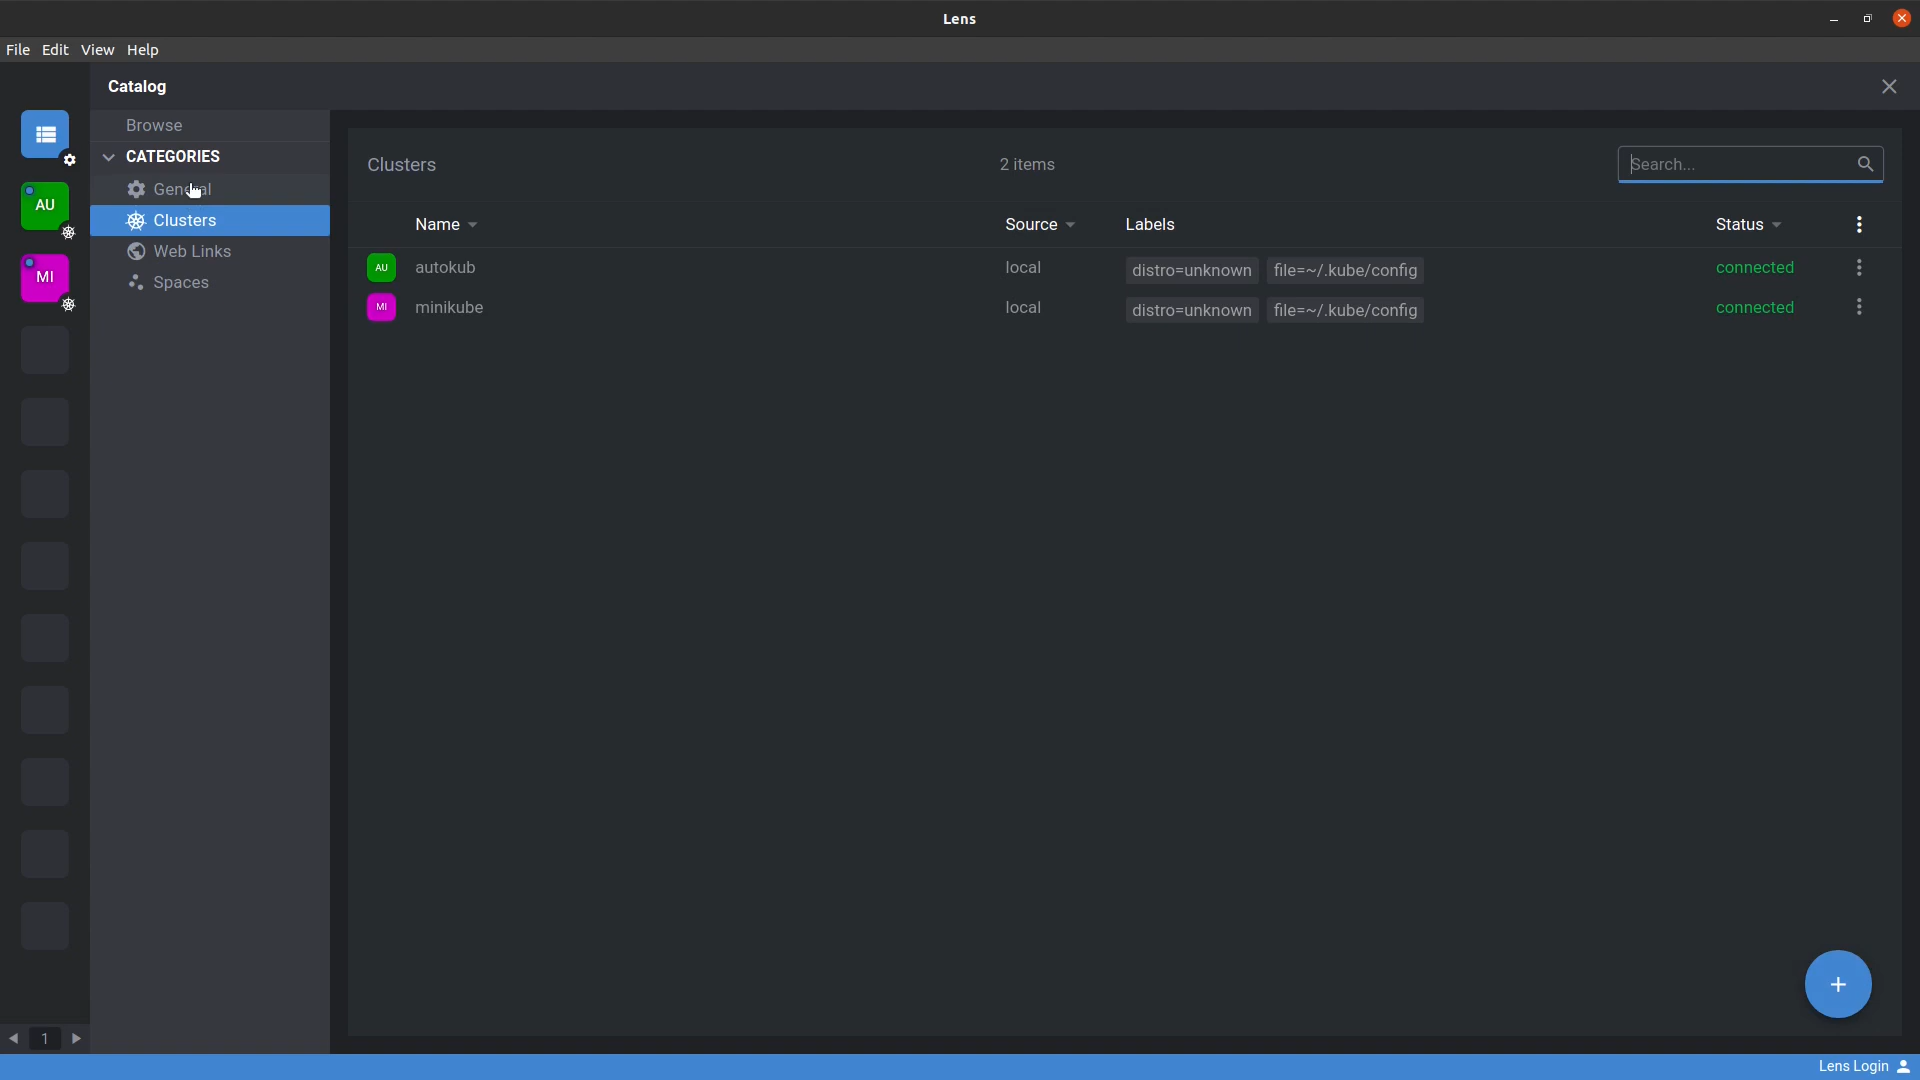 Lens
File Edit View Help
Catalog
Browse
CATEGORIES
General
Clusters
Web Links
Spaces
AU
MI
Clusters 2 items Search...
Name Source Labels Status
AU autokub local distro=unknown file=~/.kube/config connected
MI minikube local distro=unknown file=~/.kube/config connected
+
1
Lens Login